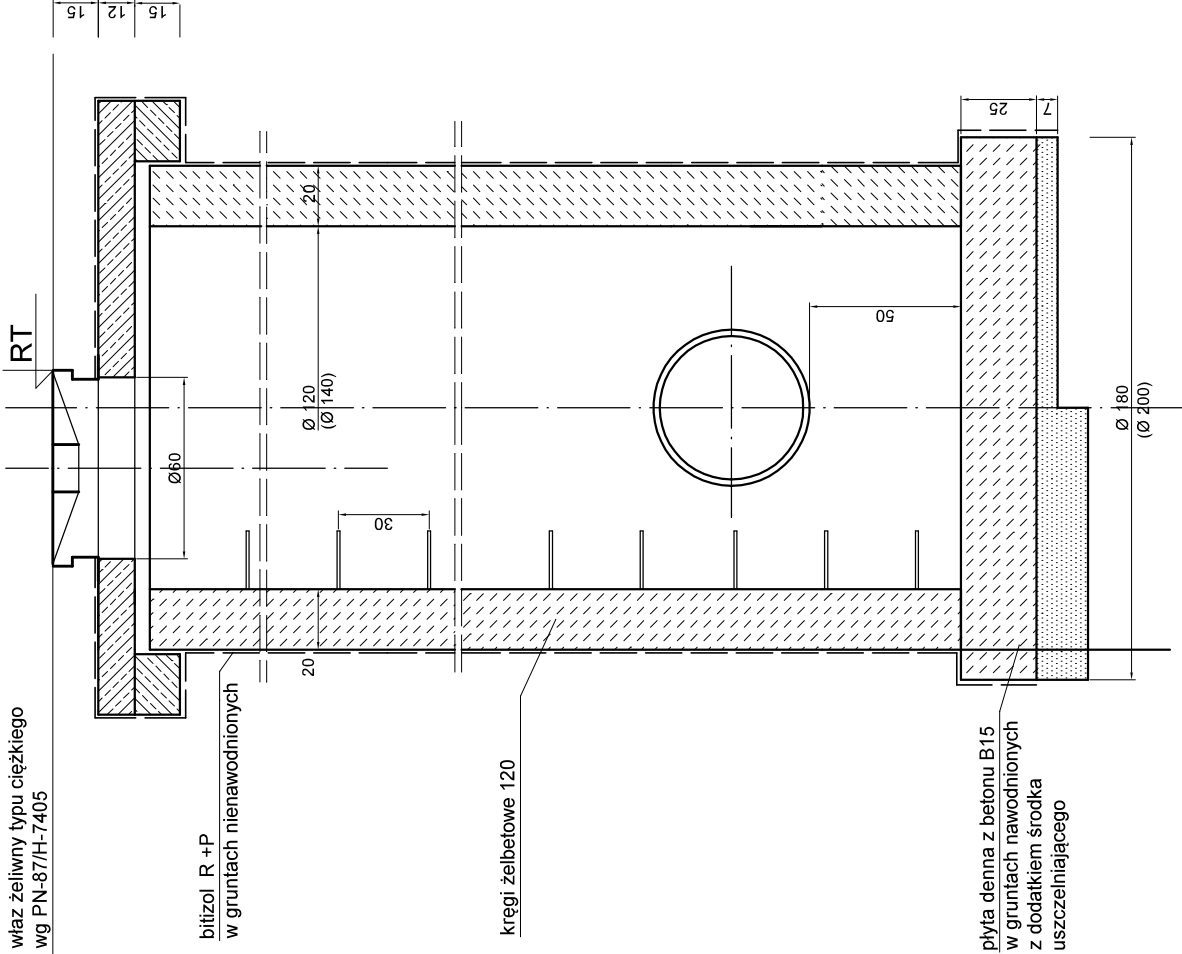 15
12
15
RT
25
7
20
50
Ø 120
(Ø 140)
Ø60
Ø 180
(Ø 200)
30
20
właz żeliwny typu ciężkiego
wg PN-87/H-7405
bitizol R +P
w gruntach nienawodnionych
kręgi żelbetowe 120
płyta denna z betonu B15
w gruntach nawodnionych
z dodatkiem środka
uszczelniającego